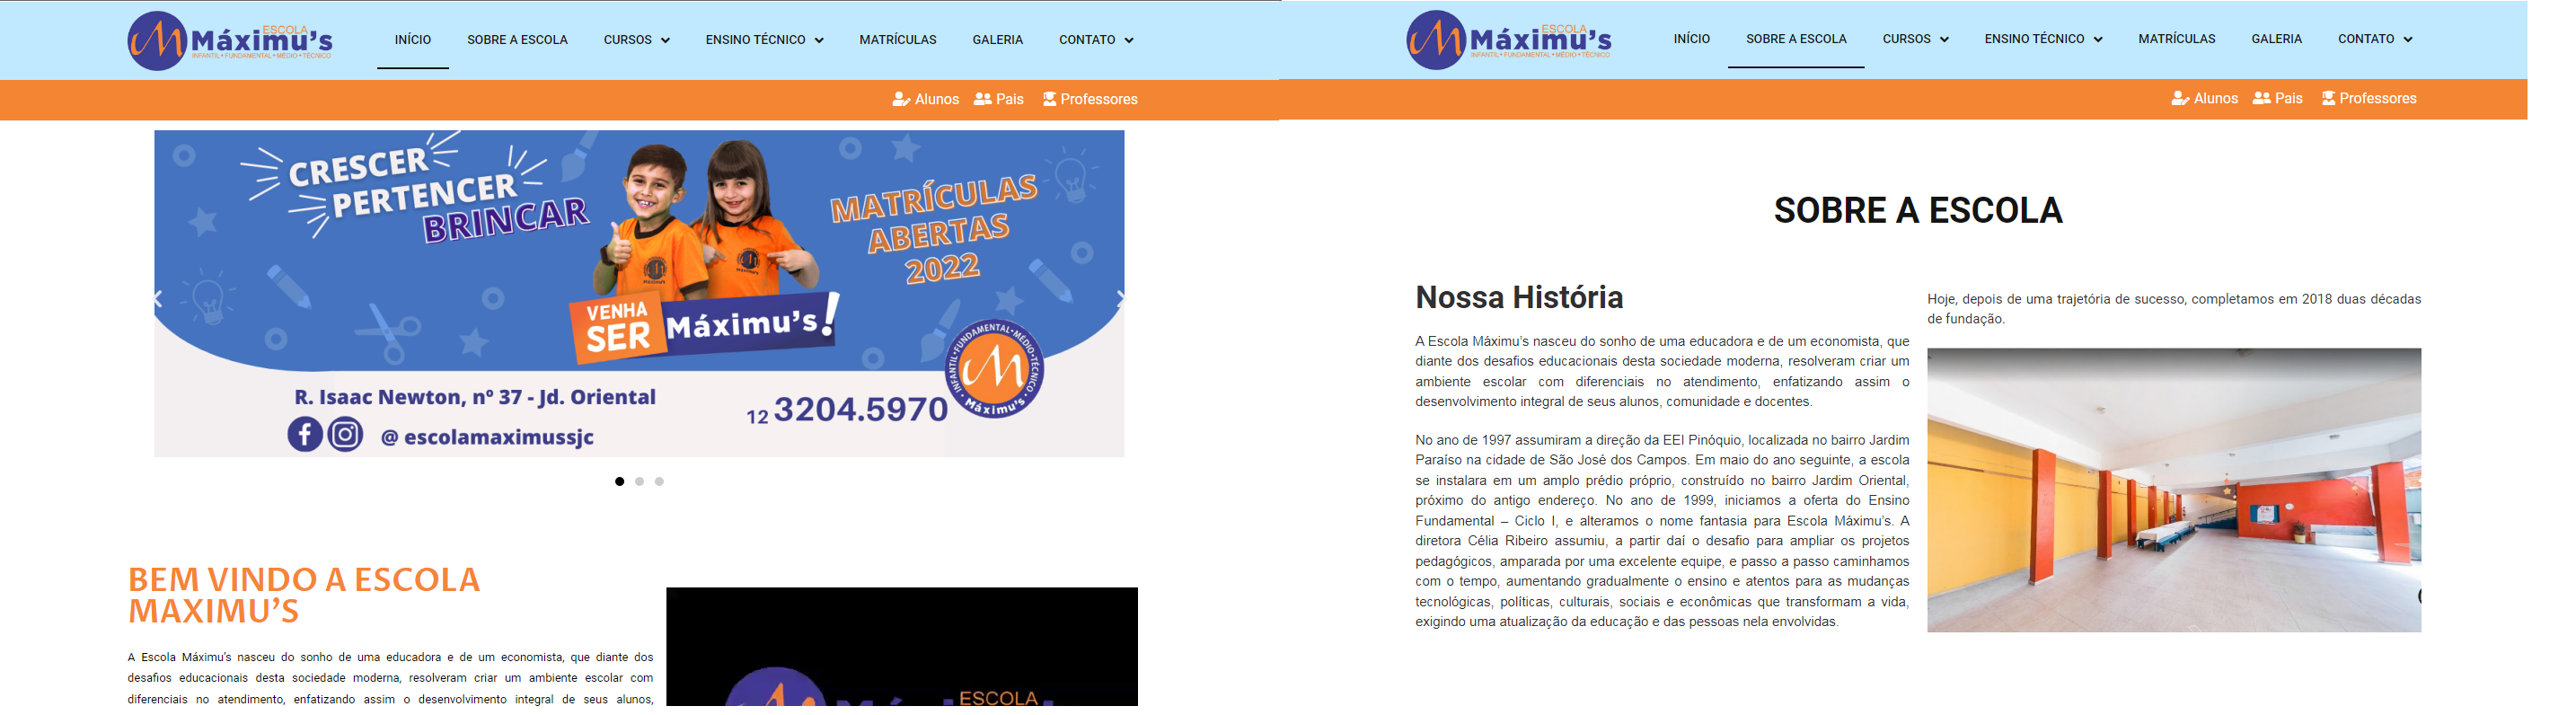 ESCOLA
Máximu's
INFANTIL • FUNDAMENTAL • MÉDIO • TÉCNICO
INÍCIO SOBRE A ESCOLA CURSOS ENSINO TÉCNICO MATRÍCULAS GALERIA CONTATO
Alunos Pais Professores
CRESCER
PERTENCER
BRINCAR
MATRÍCULAS
ABERTAS
2022
VENHA
SER
Máximu's!
INFANTIL • FUNDAMENTAL • MÉDIO • TÉCNICO • Máximu's •
R. Isaac Newton, nº 37 - Jd. Oriental
12 3204.5970
@ escolamaximussjc
BEM VINDO A ESCOLA
MAXIMU'S
A Escola Máximu's nasceu do sonho de uma educadora e de um economista, que diante dos
desafios educacionais desta sociedade moderna, resolveram criar um ambiente escolar com
diferenciais no atendimento, enfatizando assim o desenvolvimento integral de seus alunos,
ESCOLA
ESCOLA
Máximu's
INFANTIL • FUNDAMENTAL • MÉDIO • TÉCNICO
INÍCIO SOBRE A ESCOLA CURSOS ENSINO TÉCNICO MATRÍCULAS GALERIA CONTATO
Alunos Pais Professores
SOBRE A ESCOLA
Nossa História
A Escola Máximu's nasceu do sonho de uma educadora e de um economista, que
diante dos desafios educacionais desta sociedade moderna, resolveram criar um
ambiente escolar com diferenciais no atendimento, enfatizando assim o
desenvolvimento integral de seus alunos, comunidade e docentes.
No ano de 1997 assumiram a direção da EEI Pinóquio, localizada no bairro Jardim
Paraíso na cidade de São José dos Campos. Em maio do ano seguinte, a escola
se instalara em um amplo prédio próprio, construído no bairro Jardim Oriental,
próximo do antigo endereço. No ano de 1999, iniciamos a oferta do Ensino
Fundamental – Ciclo I, e alteramos o nome fantasia para Escola Máximu's. A
diretora Célia Ribeiro assumiu, a partir daí o desafio para ampliar os projetos
pedagógicos, amparada por uma excelente equipe, e passo a passo caminhamos
com o tempo, aumentando gradualmente o ensino e atentos para as mudanças
tecnológicas, políticas, culturais, sociais e econômicas que transformam a vida,
exigindo uma atualização da educação e das pessoas nela envolvidas.
Hoje, depois de uma trajetória de sucesso, completamos em 2018 duas décadas
de fundação.